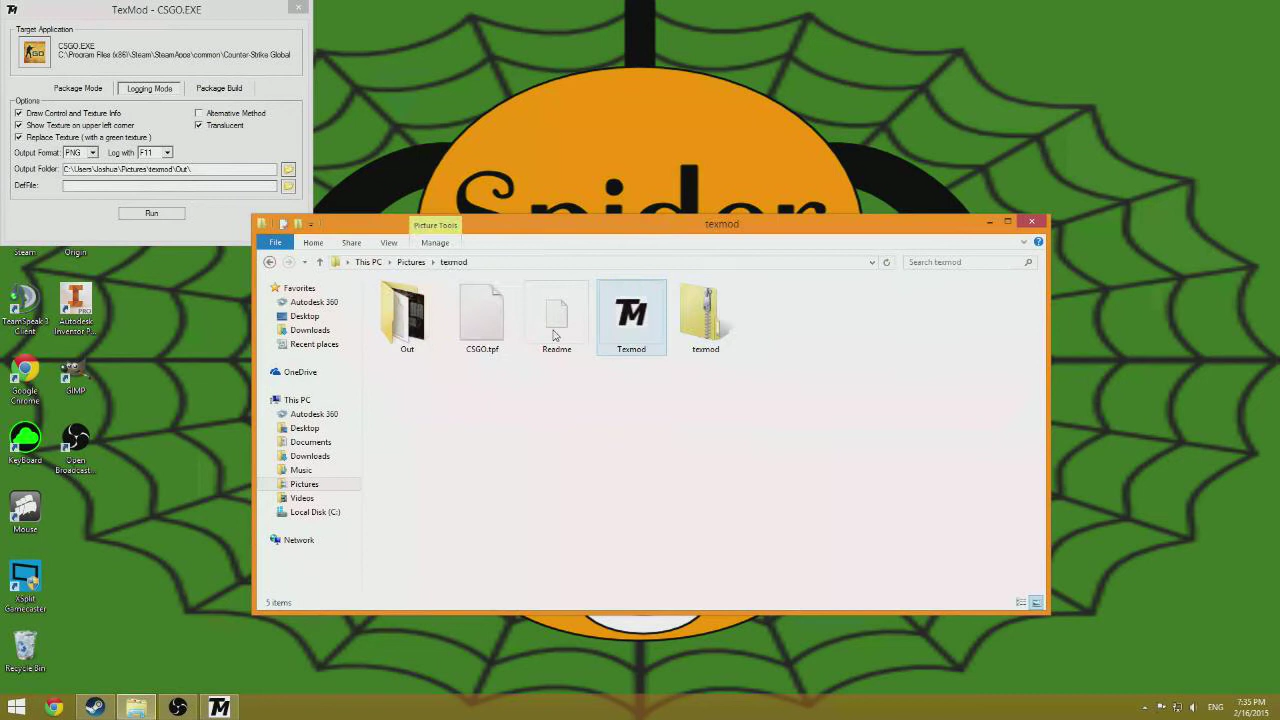 TexMod - CSGO.EXE
Target Application
CSGO.EXE
C:\Program Files (x86)\Steam\SteamApps\common\Counter-Strike Global
Package Mode
Logging Mode
Package Build
Options
Draw Control and Texture Info
Alternative Method
Show Texture on upper left corner
Translucent
Replace Texture ( with a green texture )
Output Format: PNG
Log with F11
Output Folder: C:\Users\Joshua\Pictures\texmod\Out\
DefFile:
Run
Spider
texmod
Picture Tools
File
Home
Share
View
Manage
This PC
Pictures
texmod
Search texmod
Favorites
Autodesk 360
Desktop
Downloads
Recent places
OneDrive
This PC
Autodesk 360
Desktop
Documents
Downloads
Music
Pictures
Videos
Local Disk (C:)
Network
Out
CSGO.tpf
Readme
Texmod
texmod
5 items
Steam
Origin
TeamSpeak 3
Client
Autodesk
Inventor P...
Google
Chrome
GIMP
KeyBoard
Open
Broadcast...
Mouse
XSplit
Gamecaster
Recycle Bin
ENG
7:35 PM
2/16/2015